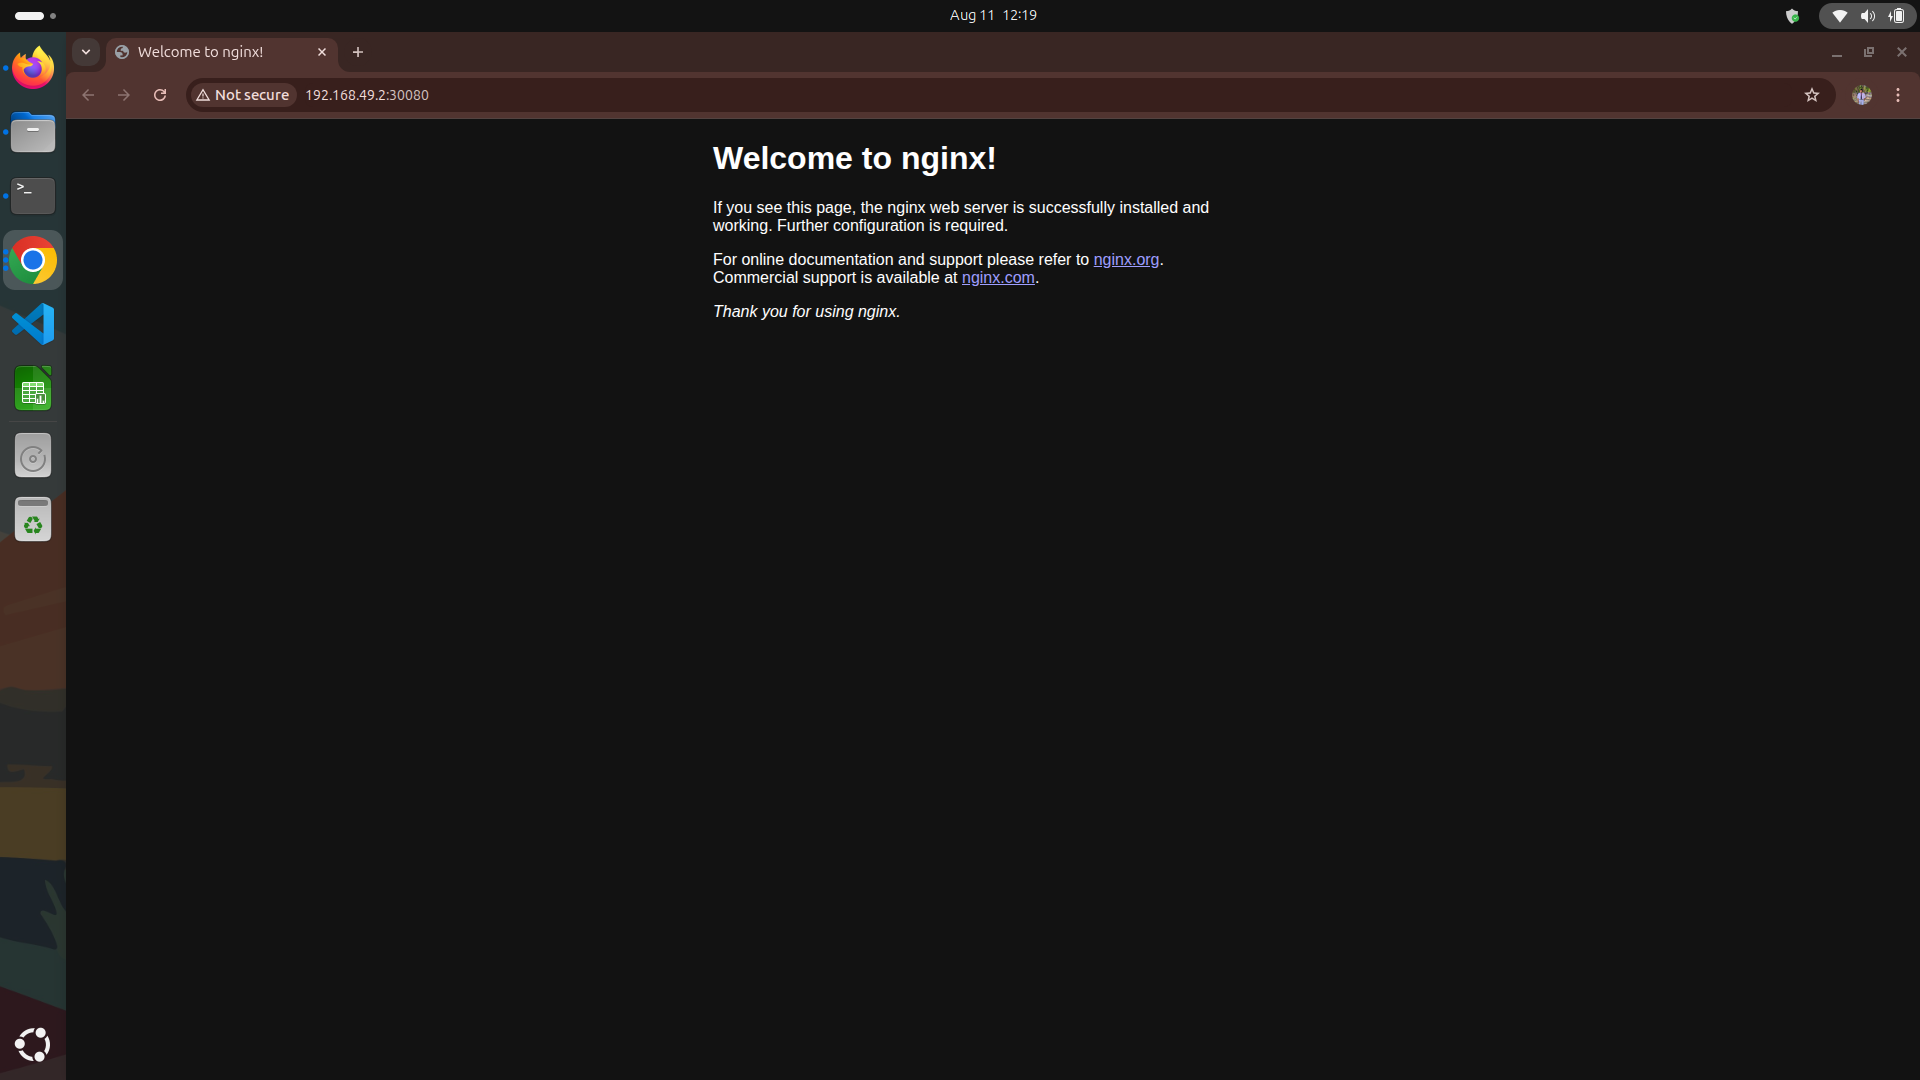 Aug 11 12:19
Welcome to nginx!
Not secure 192.168.49.2:30080
Welcome to nginx!
If you see this page, the nginx web server is successfully installed and
working. Further configuration is required.
For online documentation and support please refer to nginx.org.
Commercial support is available at nginx.com.
Thank you for using nginx.